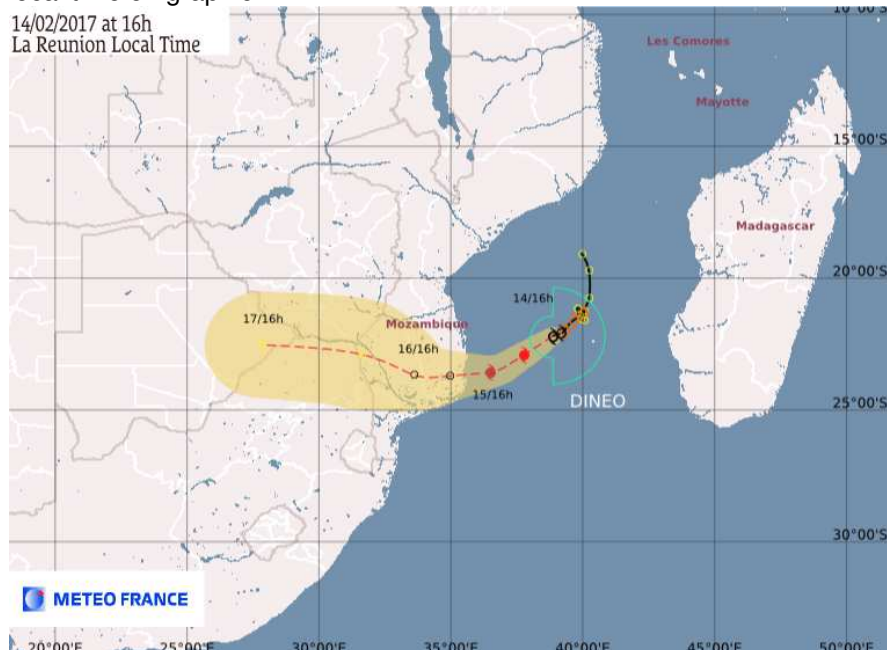 14/02/2017 at 16h
La Reunion Local Time
10°00'S
Les Comores
Mayotte
15°00'S
Madagascar
20°00'S
14/16h
17/16h
Mozambique
16/16h
15/16h
DINEO
25°00'S
30°00'S
METEO FRANCE
20°00'E 25°00'E 30°00'E 35°00'E 40°00'E 45°00'E 50°00'E